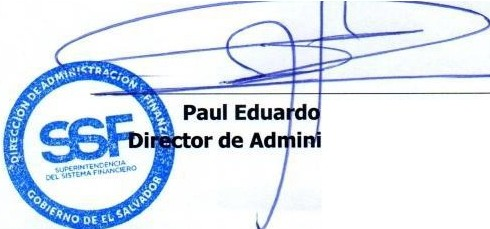 Paul Eduardo
Director de Admini
DIRECCIÓN DE ADMINISTRACIÓN Y FINANZAS
SSF
SUPERINTENDENCIA
DEL SISTEMA FINANCIERO
GOBIERNO DE EL SALVADOR